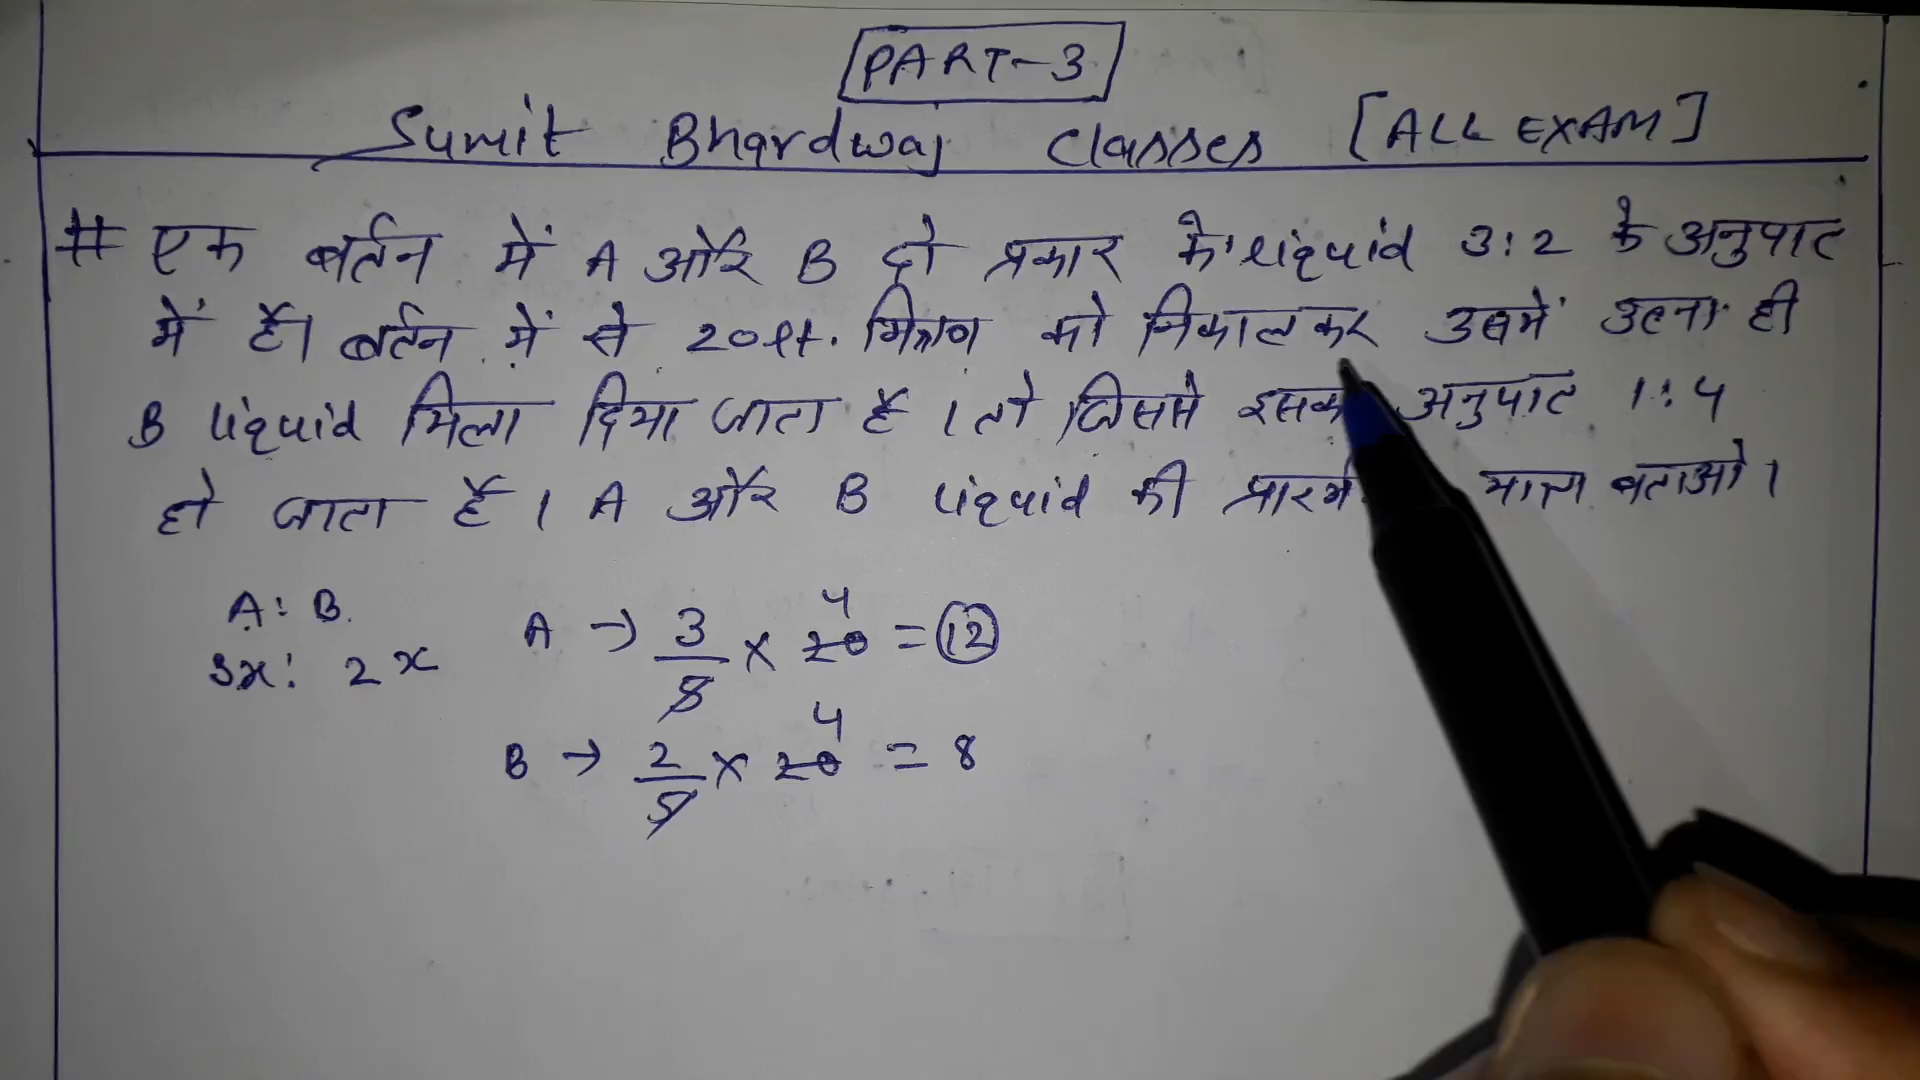 PART-3
Sumit Bhardwaj Classes [ALL EXAM]
# एक बर्तन में A और B दो प्रकार के liquid 3:2 के अनुपात
में हैं। बर्तन में से 20 lt. मिश्रण को निकालकर उसमें उतना ही
B liquid मिला दिया जाता है। तो जिससे इसका अनुपात 1:4
हो जाता है। A और B liquid की मात्रा बताओ।
A : B
3x : 2x
A → 3/5 × 20 4 = 12
B → 2/5 × 20 4 = 8